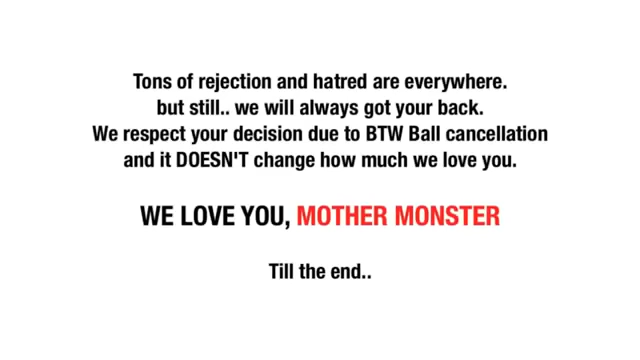 Tons of rejection and hatred are everywhere.
but still.. we will always got your back.
We respect your decision due to BTW Ball cancellation
and it DOESN'T change how much we love you.
WE LOVE YOU, MOTHER MONSTER
Till the end..